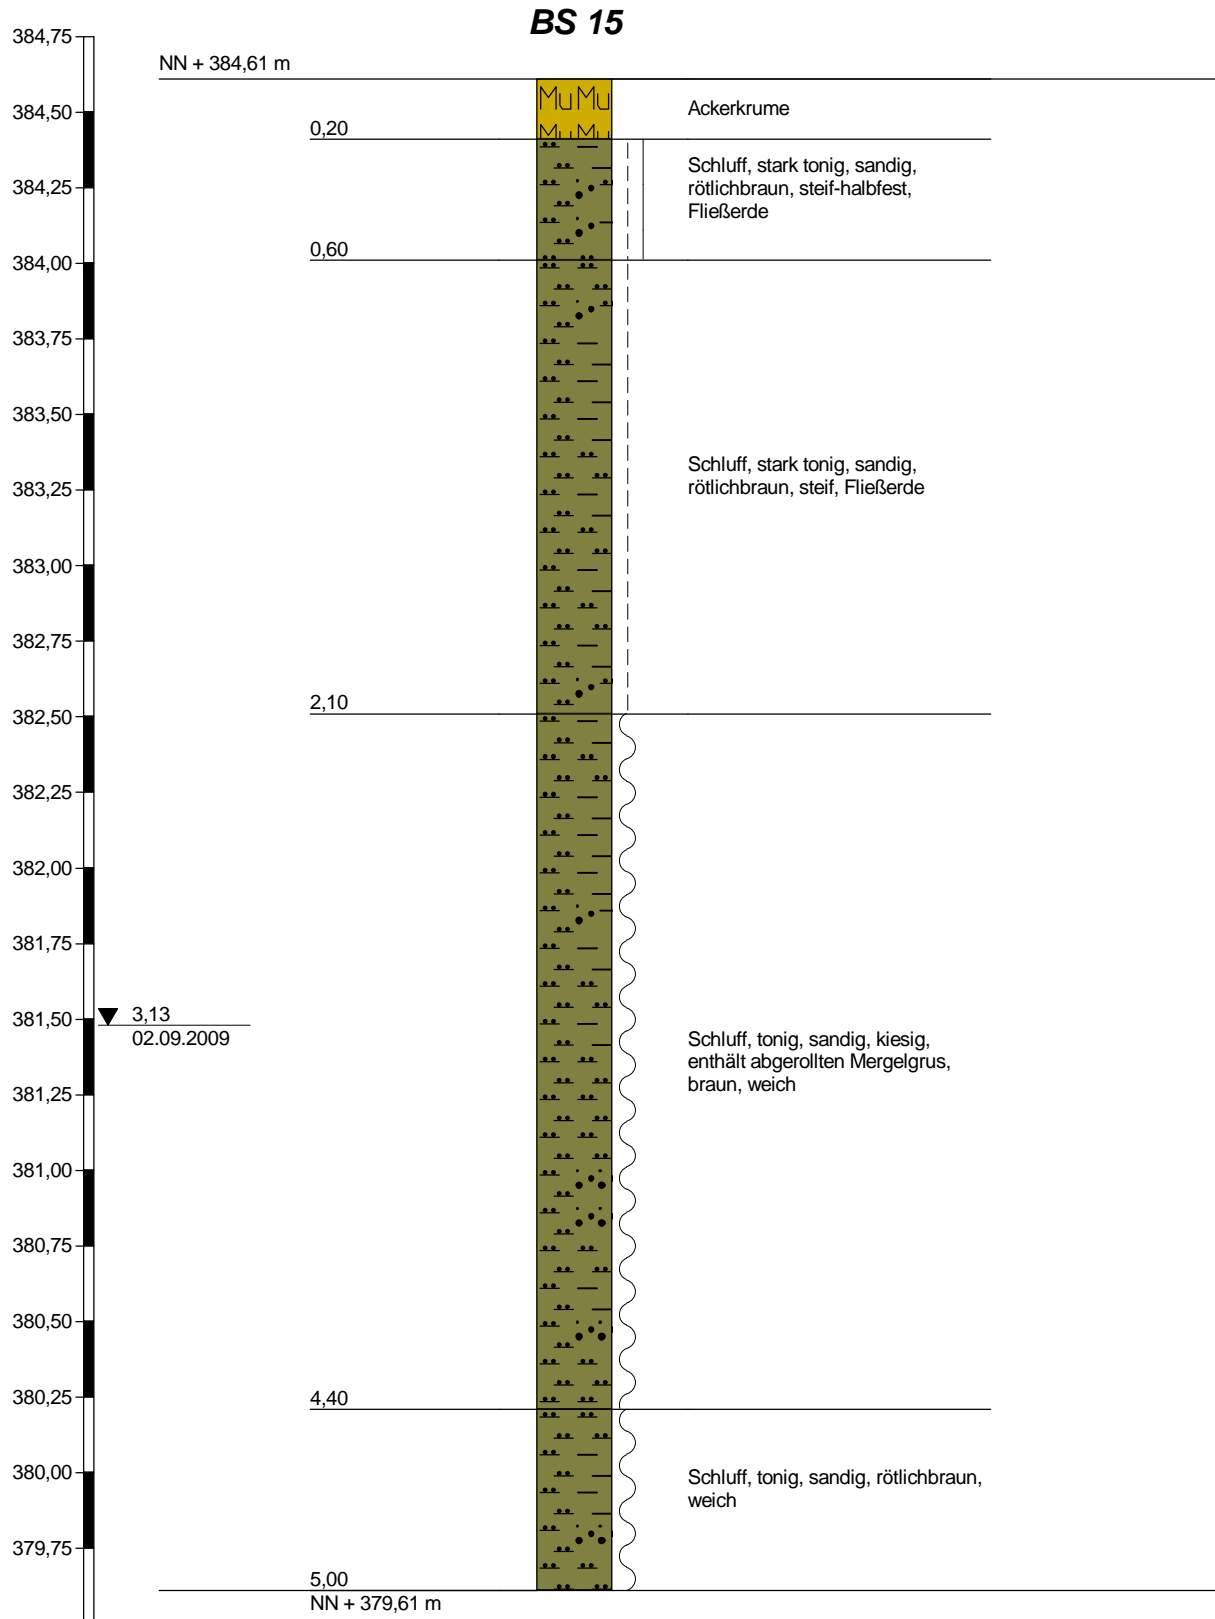 BS 15
384,75
NN + 384,61 m
384,50
Ackerkrume
0,20
384,25
Schluff, stark tonig, sandig,
rötlichbraun, steif-halbfest,
Fließerde
0,60
384,00
383,75
383,50
Schluff, stark tonig, sandig,
rötlichbraun, steif, Fließerde
383,25
383,00
382,75
2,10
382,50
382,25
382,00
381,75
381,50
3,13
02.09.2009
Schluff, tonig, sandig, kiesig,
enthält abgerollten Mergelgrus,
braun, weich
381,25
381,00
380,75
380,50
380,25
4,40
380,00
Schluff, tonig, sandig, rötlichbraun,
weich
379,75
5,00
NN + 379,61 m
Mu Mu
Mu Mu